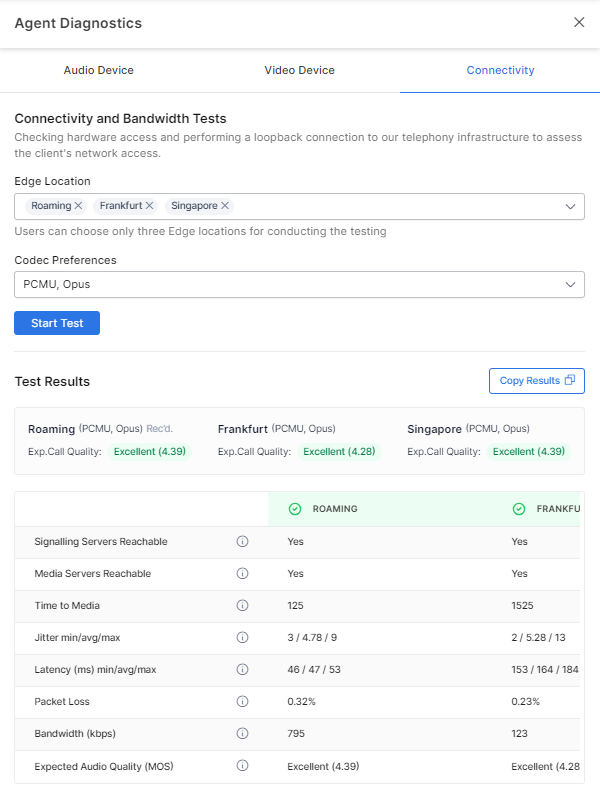 Agent Diagnostics
Audio Device Video Device Connectivity
Connectivity and Bandwidth Tests
Checking hardware access and performing a loopback connection to our telephony infrastructure to assess
the client's network access.
Edge Location
Roaming Frankfurt Singapore
Users can choose only three Edge locations for conducting the testing
Codec Preferences
PCMU, Opus
Start Test
Test Results Copy Results
Roaming (PCMU, Opus) Rec'd. Frankfurt (PCMU, Opus) Singapore (PCMU, Opus)
Exp.Call Quality: Excellent (4.39) Exp.Call Quality: Excellent (4.28) Exp.Call Quality: Excellent (4.39)
ROAMING FRANKFU
Signalling Servers Reachable Yes Yes
Media Servers Reachable Yes Yes
Time to Media 125 1525
Jitter min/avg/max 3 / 4.78 / 9 2 / 5.28 / 13
Latency (ms) min/avg/max 46 / 47 / 53 153 / 164 / 184
Packet Loss 0.32% 0.23%
Bandwidth (kbps) 795 123
Expected Audio Quality (MOS) Excellent (4.39) Excellent (4.28